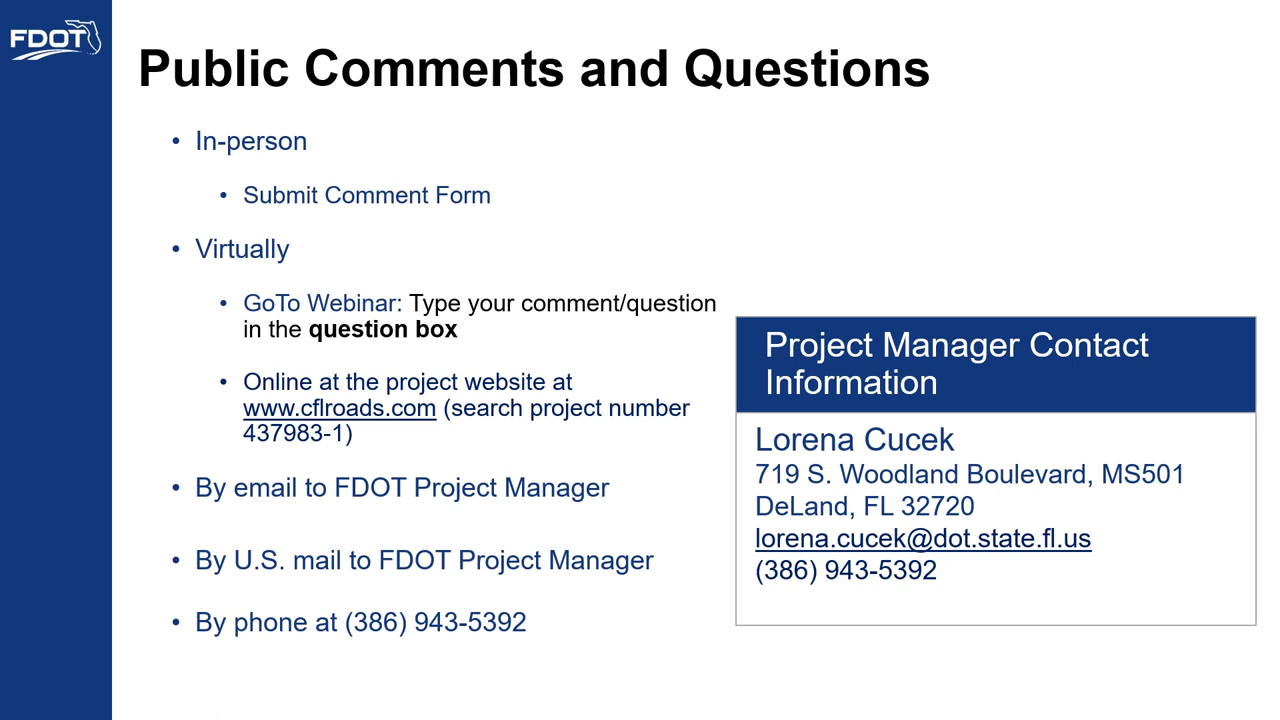 FDOT
Public Comments and Questions
• In-person
• Submit Comment Form
• Virtually
• GoTo Webinar: Type your comment/question
in the question box
• Online at the project website at
www.cflroads.com (search project number
437983-1)
• By email to FDOT Project Manager
• By U.S. mail to FDOT Project Manager
• By phone at (386) 943-5392
Project Manager Contact
Information
Lorena Cucek
719 S. Woodland Boulevard, MS501
DeLand, FL 32720
lorena.cucek@dot.state.fl.us
(386) 943-5392